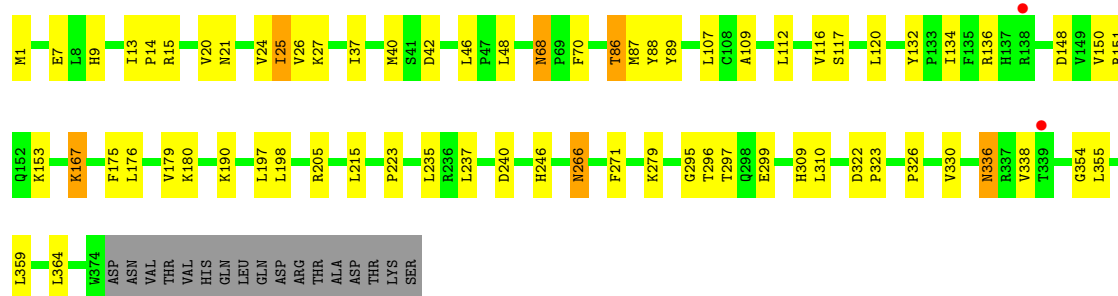 M1 E7 L8 H9 I13 P14 R15 V20 N21 V24 I25 V26 K27 I37 M40 S41 D42 L46 P47 L48 N68 P69 F70 T86 M87 Y88 Y89 L107 C108 A109 L112 V116 S117 L120 Y132 P133 I134 F135 R136 H137 R138 D148 V149 V150 R151
Q152 K153 K167 F175 L176 V179 K180 K190 L197 L198 R205 L215 P223 L235 R236 L237 D240 H246 N266 F271 K279 G295 T296 T297 Q298 E299 H309 L310 D322 P323 P326 V330 N336 R337 V338 T339 G354 L355
L359 L364 W374 ASP ASN VAL THR VAL HIS GLN LEU GLN ASP ARG THR ALA ASP THR LYS SER